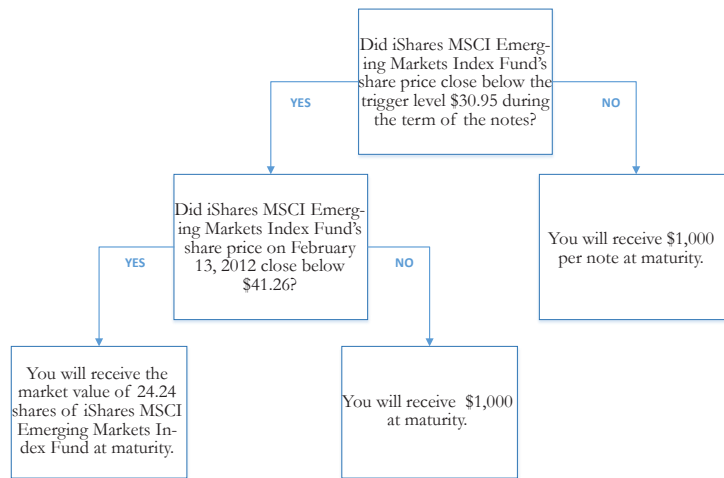 Did iShares MSCI Emerg-
ing Markets Index Fund's
share price close below the
trigger level $30.95 during
the term of the notes?
YES
NO
Did iShares MSCI Emerg-
ing Markets Index Fund's
share price on February
13, 2012 close below
$41.26?
You will receive $1,000
per note at maturity.
YES
NO
You will receive the
market value of 24.24
shares of iShares MSCI
Emerging Markets In-
dex Fund at maturity.
You will receive $1,000
at maturity.